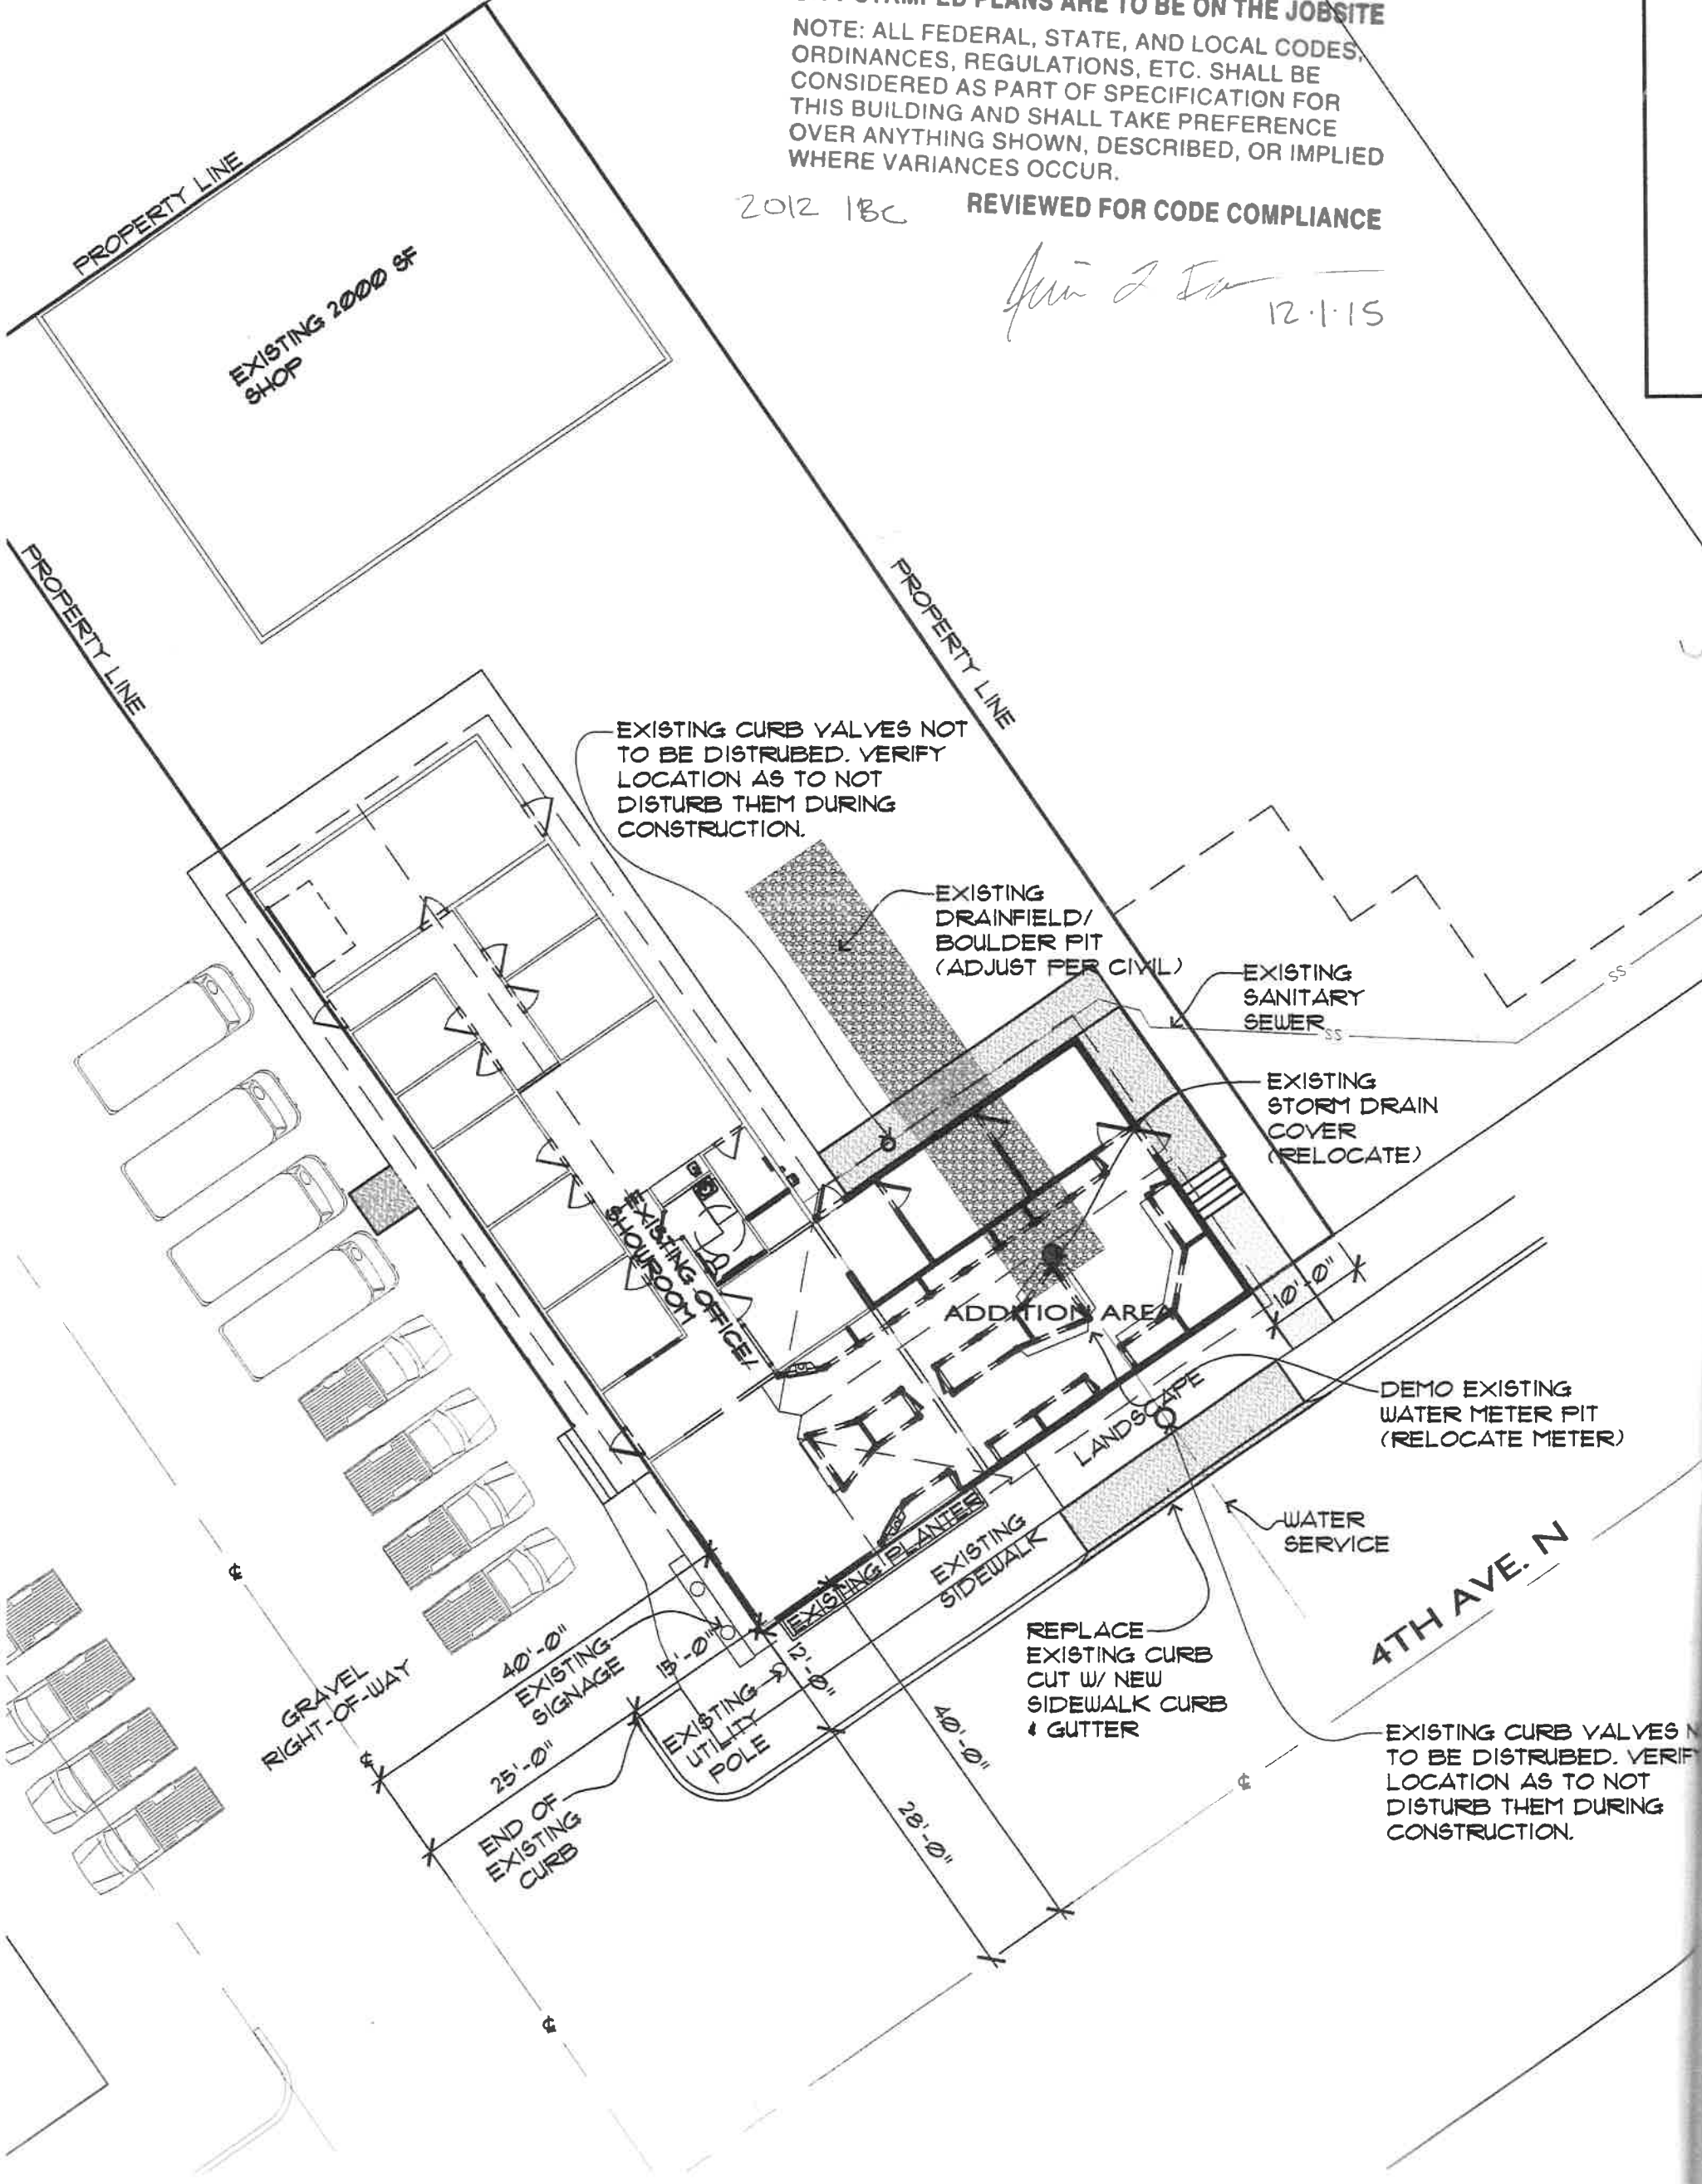 STAMPED PLANS ARE TO BE ON THE JOBSITE
NOTE: ALL FEDERAL, STATE, AND LOCAL CODES,
ORDINANCES, REGULATIONS, ETC. SHALL BE
CONSIDERED AS PART OF SPECIFICATION FOR
THIS BUILDING AND SHALL TAKE PREFERENCE
OVER ANYTHING SHOWN, DESCRIBED, OR IMPLIED
WHERE VARIANCES OCCUR.
2012 IBC
REVIEWED FOR CODE COMPLIANCE
12.1.15
PROPERTY LINE
EXISTING 2000 SF
SHOP
PROPERTY LINE
PROPERTY LINE
EXISTING CURB VALVES NOT
TO BE DISTRUBED. VERIFY
LOCATION AS TO NOT
DISTURB THEM DURING
CONSTRUCTION.
EXISTING
DRAINFIELD/
BOULDER PIT
(ADJUST PER CIVIL)
EXISTING
SANITARY
SEWER
SS
SS
EXISTING
STORM DRAIN
COVER
(RELOCATE)
EXISTING OFFICE/
SHOWROOM
ADDITION AREA
10'-0"
LANDSCAPE
DEMO EXISTING
WATER METER PIT
(RELOCATE METER)
WATER
SERVICE
4TH AVE. N
EXISTING PLANTER
EXISTING
SIDEWALK
REPLACE
EXISTING CURB
CUT W/ NEW
SIDEWALK CURB
& GUTTER
EXISTING CURB VALVES N
TO BE DISTRUBED. VERIFY
LOCATION AS TO NOT
DISTURB THEM DURING
CONSTRUCTION.
40'-0"
EXISTING
SIGNAGE
15'-0"
12'-0"
GRAVEL
RIGHT-OF-WAY
25'-0"
EXISTING
UTILITY
POLE
END OF
EXISTING
CURB
40'-0"
28'-0"